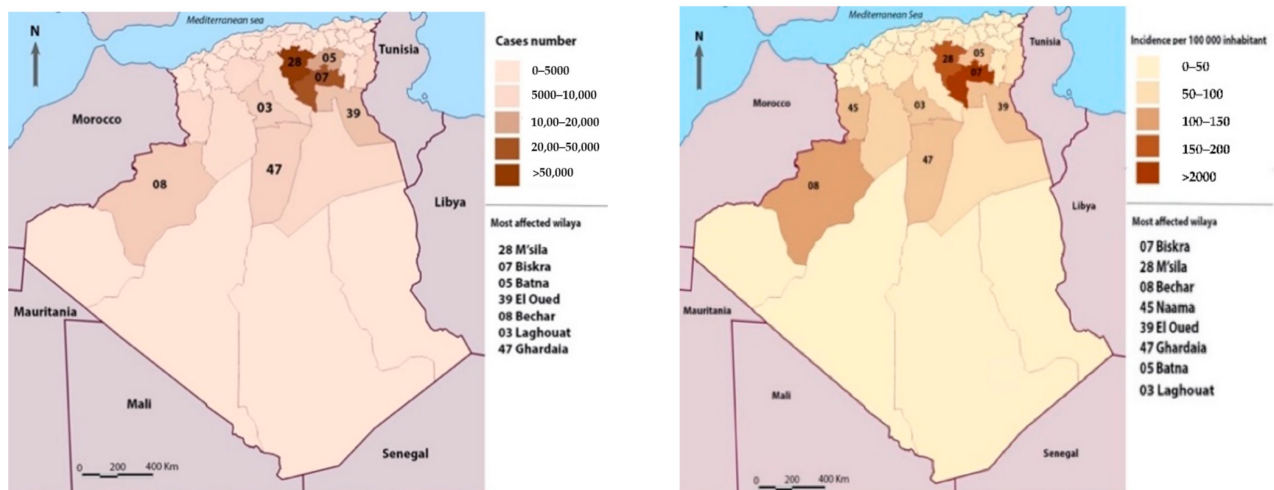 Mediterranean sea
N
Tunisia
28
05
07
03
39
Morocco
47
08
Libya
Mauritania
Mali
Senegal
0 200 400 Km
Cases number
0–5000
5000–10,000
10,00–20,000
20,00–50,000
>50,000
Most affected wilaya
28 M'sila
07 Biskra
05 Batna
39 El Oued
08 Bechar
03 Laghouat
47 Ghardaia
Mediterranean Sea
N
Tunisia
28
05
07
45
03
39
Morocco
47
08
Libya
Mauritania
Mali
Senegal
0 200 400 Km
Incidence per 100 000 inhabitant
0–50
50–100
100–150
150–200
>2000
Most affected wilaya
07 Biskra
28 M'sila
08 Bechar
45 Naama
39 El Oued
47 Ghardaia
05 Batna
03 Laghouat